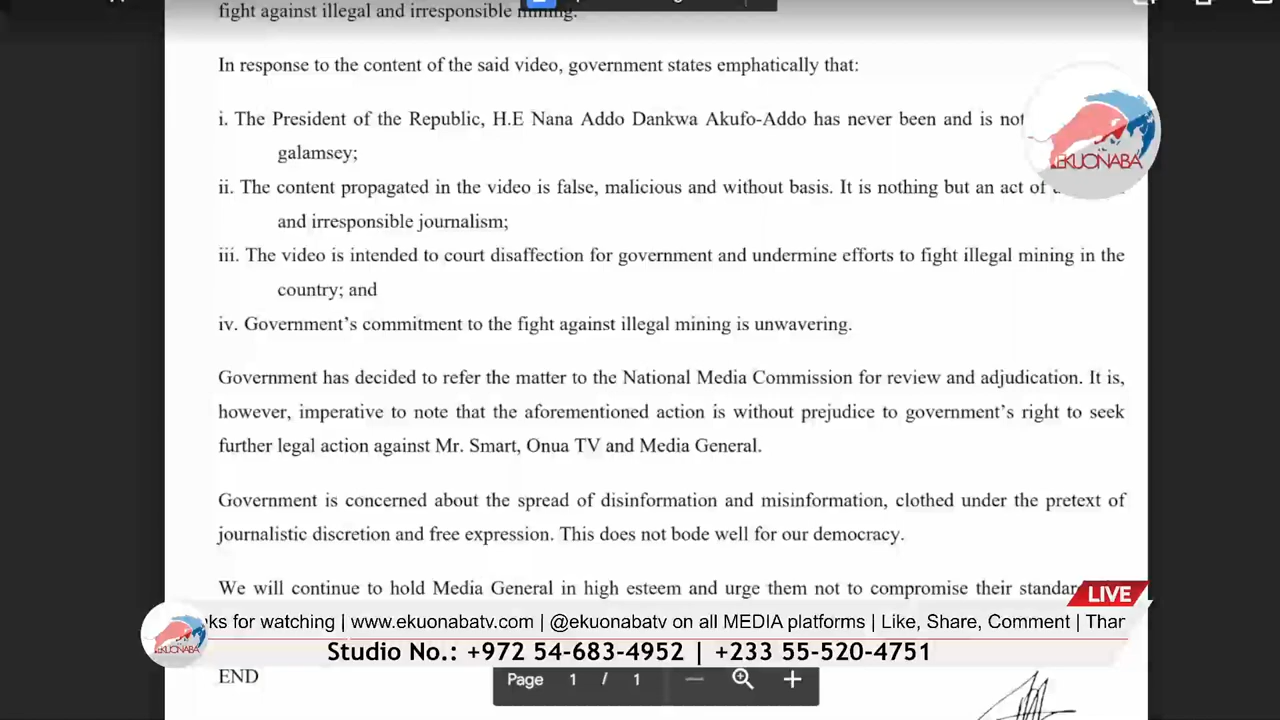 fight against illegal and irresponsible mining.
In response to the content of the said video, government states emphatically that:
i. The President of the Republic, H.E Nana Addo Dankwa Akufo-Addo has never been and is not
galamsey;
ii. The content propagated in the video is false, malicious and without basis. It is nothing but an act of
and irresponsible journalism;
iii. The video is intended to court disaffection for government and undermine efforts to fight illegal mining in the
country; and
iv. Government's commitment to the fight against illegal mining is unwavering.
Government has decided to refer the matter to the National Media Commission for review and adjudication. It is,
however, imperative to note that the aforementioned action is without prejudice to government's right to seek
further legal action against Mr. Smart, Onua TV and Media General.
Government is concerned about the spread of disinformation and misinformation, clothed under the pretext of
journalistic discretion and free expression. This does not bode well for our democracy.
We will continue to hold Media General in high esteem and urge them not to compromise their
END
EKUONABA
LIVE
for watching | www.ekuonabatv.com | @ekuonabatv on all MEDIA platforms | Like, Share, Comment |
EKUONABA
Studio No.: +972 54-683-4952 | +233 55-520-4751
Page 1 / 1